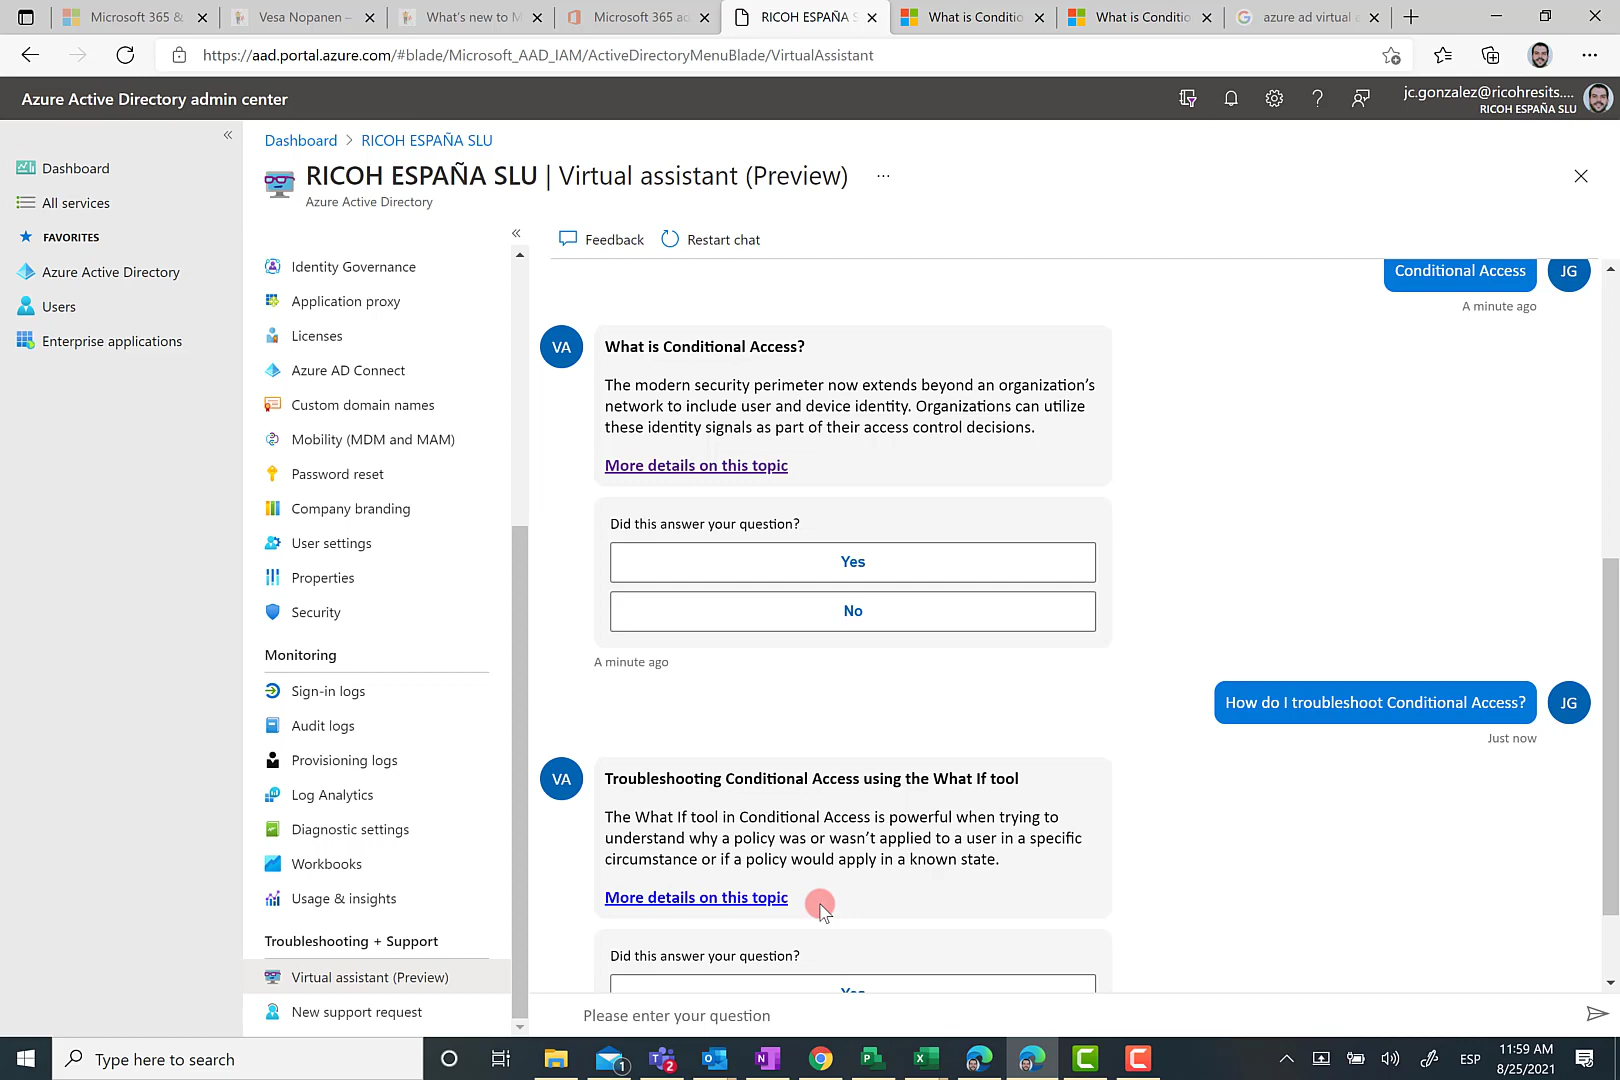 Microsoft 365 &
Vesa Nopanen –
What's new to M
Microsoft 365 ad
RICOH ESPAÑA S
What is Conditio
What is Conditio
azure ad virtual
https://aad.portal.azure.com/#blade/Microsoft_AAD_IAM/ActiveDirectoryMenuBlade/VirtualAssistant
Azure Active Directory admin center
jc.gonzalez@ricohresits....
RICOH ESPAÑA SLU
Dashboard
All services
FAVORITES
Azure Active Directory
Users
Enterprise applications
Dashboard > RICOH ESPAÑA SLU
RICOH ESPAÑA SLU | Virtual assistant (Preview) ...
Azure Active Directory
Identity Governance
Application proxy
Licenses
Azure AD Connect
Custom domain names
Mobility (MDM and MAM)
Password reset
Company branding
User settings
Properties
Security
Monitoring
Sign-in logs
Audit logs
Provisioning logs
Log Analytics
Diagnostic settings
Workbooks
Usage & insights
Troubleshooting + Support
Virtual assistant (Preview)
New support request
Feedback
Restart chat
Conditional Access
JG
A minute ago
VA
What is Conditional Access?
The modern security perimeter now extends beyond an organization's
network to include user and device identity. Organizations can utilize
these identity signals as part of their access control decisions.
More details on this topic
Did this answer your question?
Yes
No
A minute ago
How do I troubleshoot Conditional Access?
JG
Just now
VA
Troubleshooting Conditional Access using the What If tool
The What If tool in Conditional Access is powerful when trying to
understand why a policy was or wasn't applied to a user in a specific
circumstance or if a policy would apply in a known state.
More details on this topic
Did this answer your question?
Yes
Please enter your question
Type here to search
1
2
ESP
11:59 AM
8/25/2021